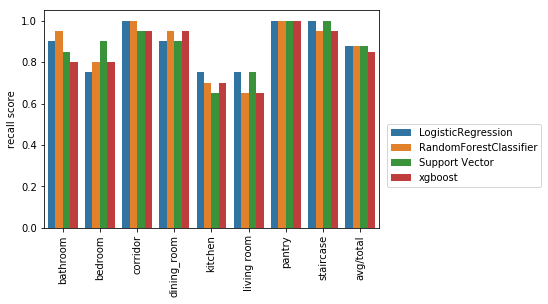 1.0
0.8
0.6
0.4
0.2
0.0
recall score
bathroom
bedroom
corridor
dining_room
kitchen
living room
pantry
staircase
avg/total
LogisticRegression
RandomForestClassifier
Support Vector
xgboost